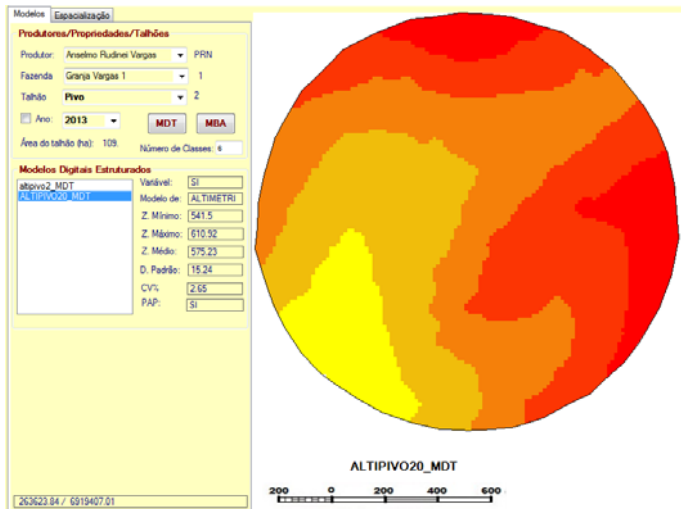 Modelos Espacialização
Produtores/Propriedades/Talhões
Produtor: Anselmo Rudinei Vargas PRN
Fazenda Granja Vargas 1 1
Talhão Pivo 2
Ano: 2013 MDT MBA
Área do talhão (ha): 109. Número de Classes: 6
Modelos Digitais Estruturados
altipivo2_MDT
ALTIPIVO20_MDT
Variável: SI
Modelo de: ALTIMETRI
Z. Mínimo: 541.5
Z. Máximo: 610.92
Z. Médio: 575.23
D. Padrão: 15.24
CV% 2.65
PAP: SI
ALTIPIVO20_MDT
200 0 200 400 600
263623.84 / 6919407.01